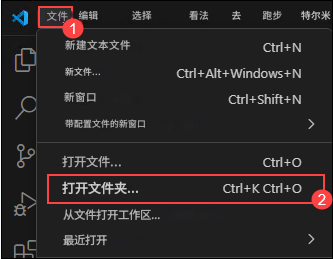 文件 编辑 选择 看法 去 跑步 特尔米
1
新建文本文件 Ctrl+N
新文件... Ctrl+Alt+Windows+N
新窗口 Ctrl+Shift+N
带配置文件的新窗口
打开文件... Ctrl+O
打开文件夹... Ctrl+K Ctrl+O
2
从文件打开工作区...
最近打开